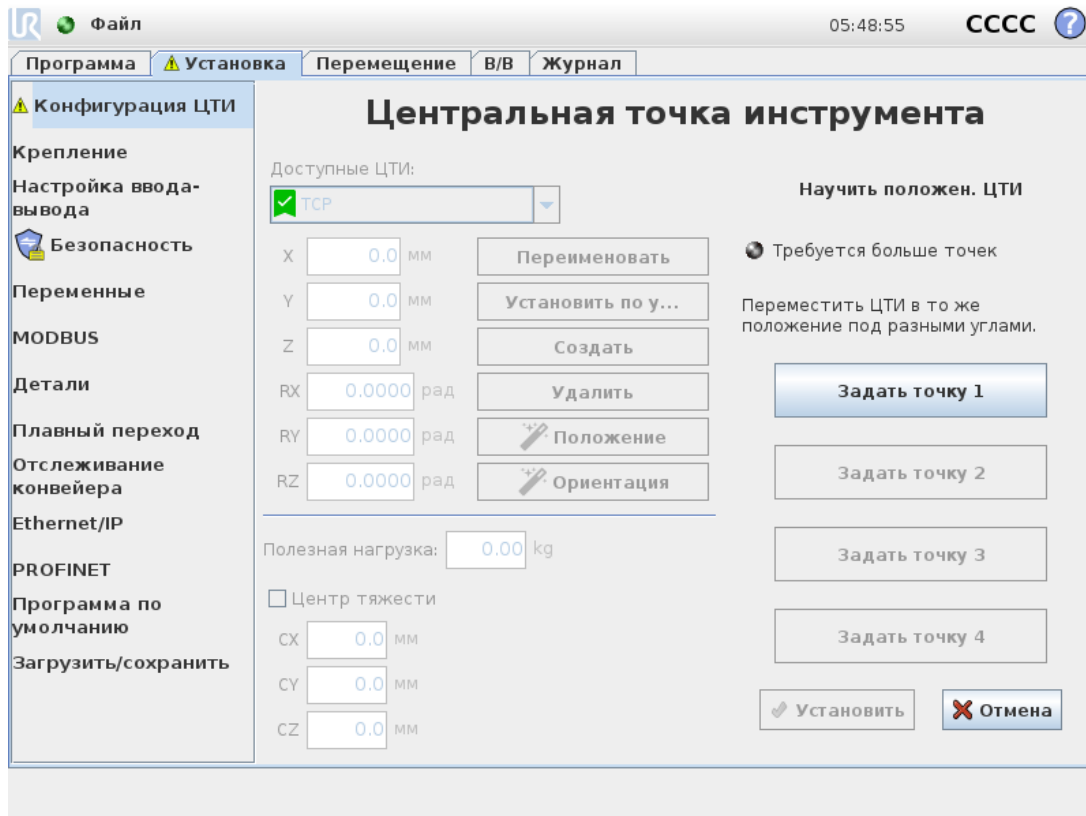 Файл
05:48:55
CCCC
?
Программа
Установка
Перемещение
В/В
Журнал
Конфигурация ЦТИ
Крепление
Настройка ввода-
вывода
Безопасность
Переменные
MODBUS
Детали
Плавный переход
Отслеживание
конвейера
Ethernet/IP
PROFINET
Программа по
умолчанию
Загрузить/сохранить
Центральная точка инструмента
Доступные ЦТИ:
TCP
X 0.0 мм
Y 0.0 мм
Z 0.0 мм
RX 0.0000 рад
RY 0.0000 рад
RZ 0.0000 рад
Переименовать
Установить по у...
Создать
Удалить
Положение
Ориентация
Полезная нагрузка: 0.00 kg
Центр тяжести
CX 0.0 мм
CY 0.0 мм
CZ 0.0 мм
Научить положен. ЦТИ
Требуется больше точек
Переместить ЦТИ в то же
положение под разными углами.
Задать точку 1
Задать точку 2
Задать точку 3
Задать точку 4
Установить
Отмена